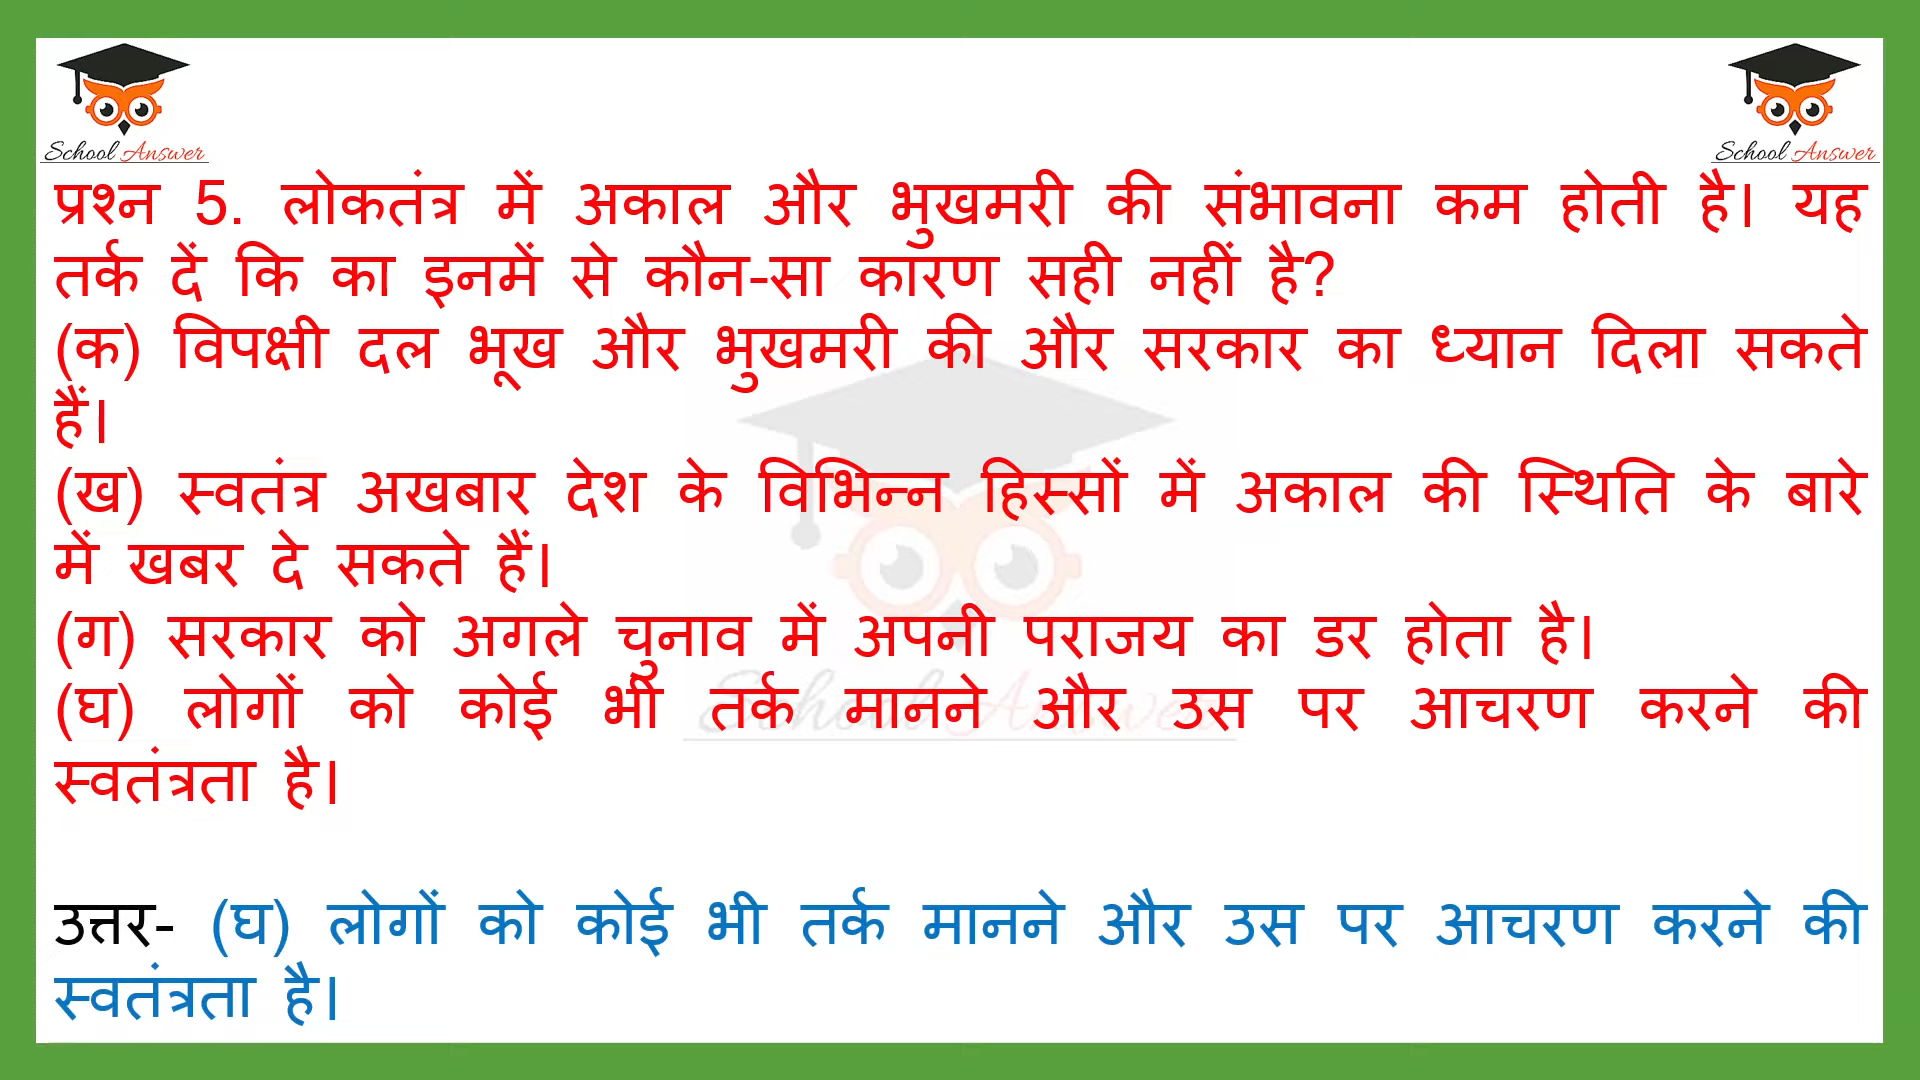 School Answer
School Answer
प्रश्न 5. लोकतंत्र में अकाल और भुखमरी की संभावना कम होती है। यह
तर्क दें कि का इनमें से कौन-सा कारण सही नहीं है?
(क) विपक्षी दल भूख और भुखमरी की और सरकार का ध्यान दिला सकते
हैं।
(ख) स्वतंत्र अखबार देश के विभिन्न हिस्सों में अकाल की स्थिति के बारे
में खबर दे सकते हैं।
(ग) सरकार को अगले चुनाव में अपनी पराजय का डर होता है।
(घ) लोगों को कोई भी तर्क मानने और उस पर आचरण करने की
स्वतंत्रता है।
School Answer
उत्तर- (घ) लोगों को कोई भी तर्क मानने और उस पर आचरण करने की
स्वतंत्रता है।